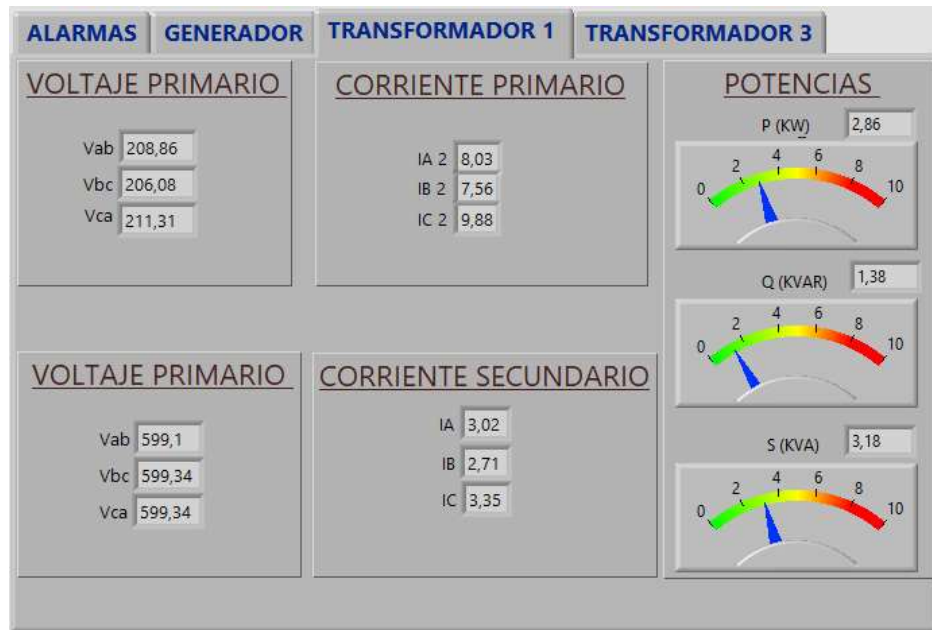 ALARMAS GENERADOR TRANSFORMADOR 1 TRANSFORMADOR 3
VOLTAJE PRIMARIO
Vab 208,86
Vbc 206,08
Vca 211,31
CORRIENTE PRIMARIO
IA 2 8,03
IB 2 7,56
IC 2 9,88
VOLTAJE PRIMARIO
Vab 599,1
Vbc 599,34
Vca 599,34
CORRIENTE SECUNDARIO
IA 3,02
IB 2,71
IC 3,35
POTENCIAS
P (KW) 2,86
0 2 4 6 8 10
Q (KVAR) 1,38
0 2 4 6 8 10
S (KVA) 3,18
0 2 4 6 8 10